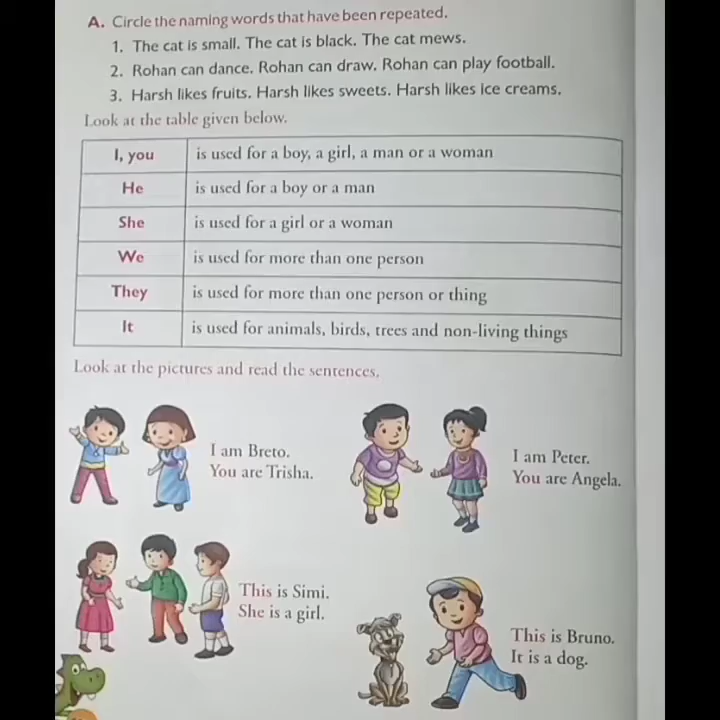 A. Circle the naming words that have been repeated.
1. The cat is small. The cat is black. The cat mews.
2. Rohan can dance. Rohan can draw. Rohan can play football.
3. Harsh likes fruits. Harsh likes sweets. Harsh likes ice creams.
Look at the table given below.
I, you is used for a boy, a girl, a man or a woman
He is used for a boy or a man
She is used for a girl or a woman
We is used for more than one person
They is used for more than one person or thing
It is used for animals, birds, trees and non-living things
Look at the pictures and read the sentences.
I am Breto.
You are Trisha.
I am Peter.
You are Angela.
This is Simi.
She is a girl.
This is Bruno.
It is a dog.